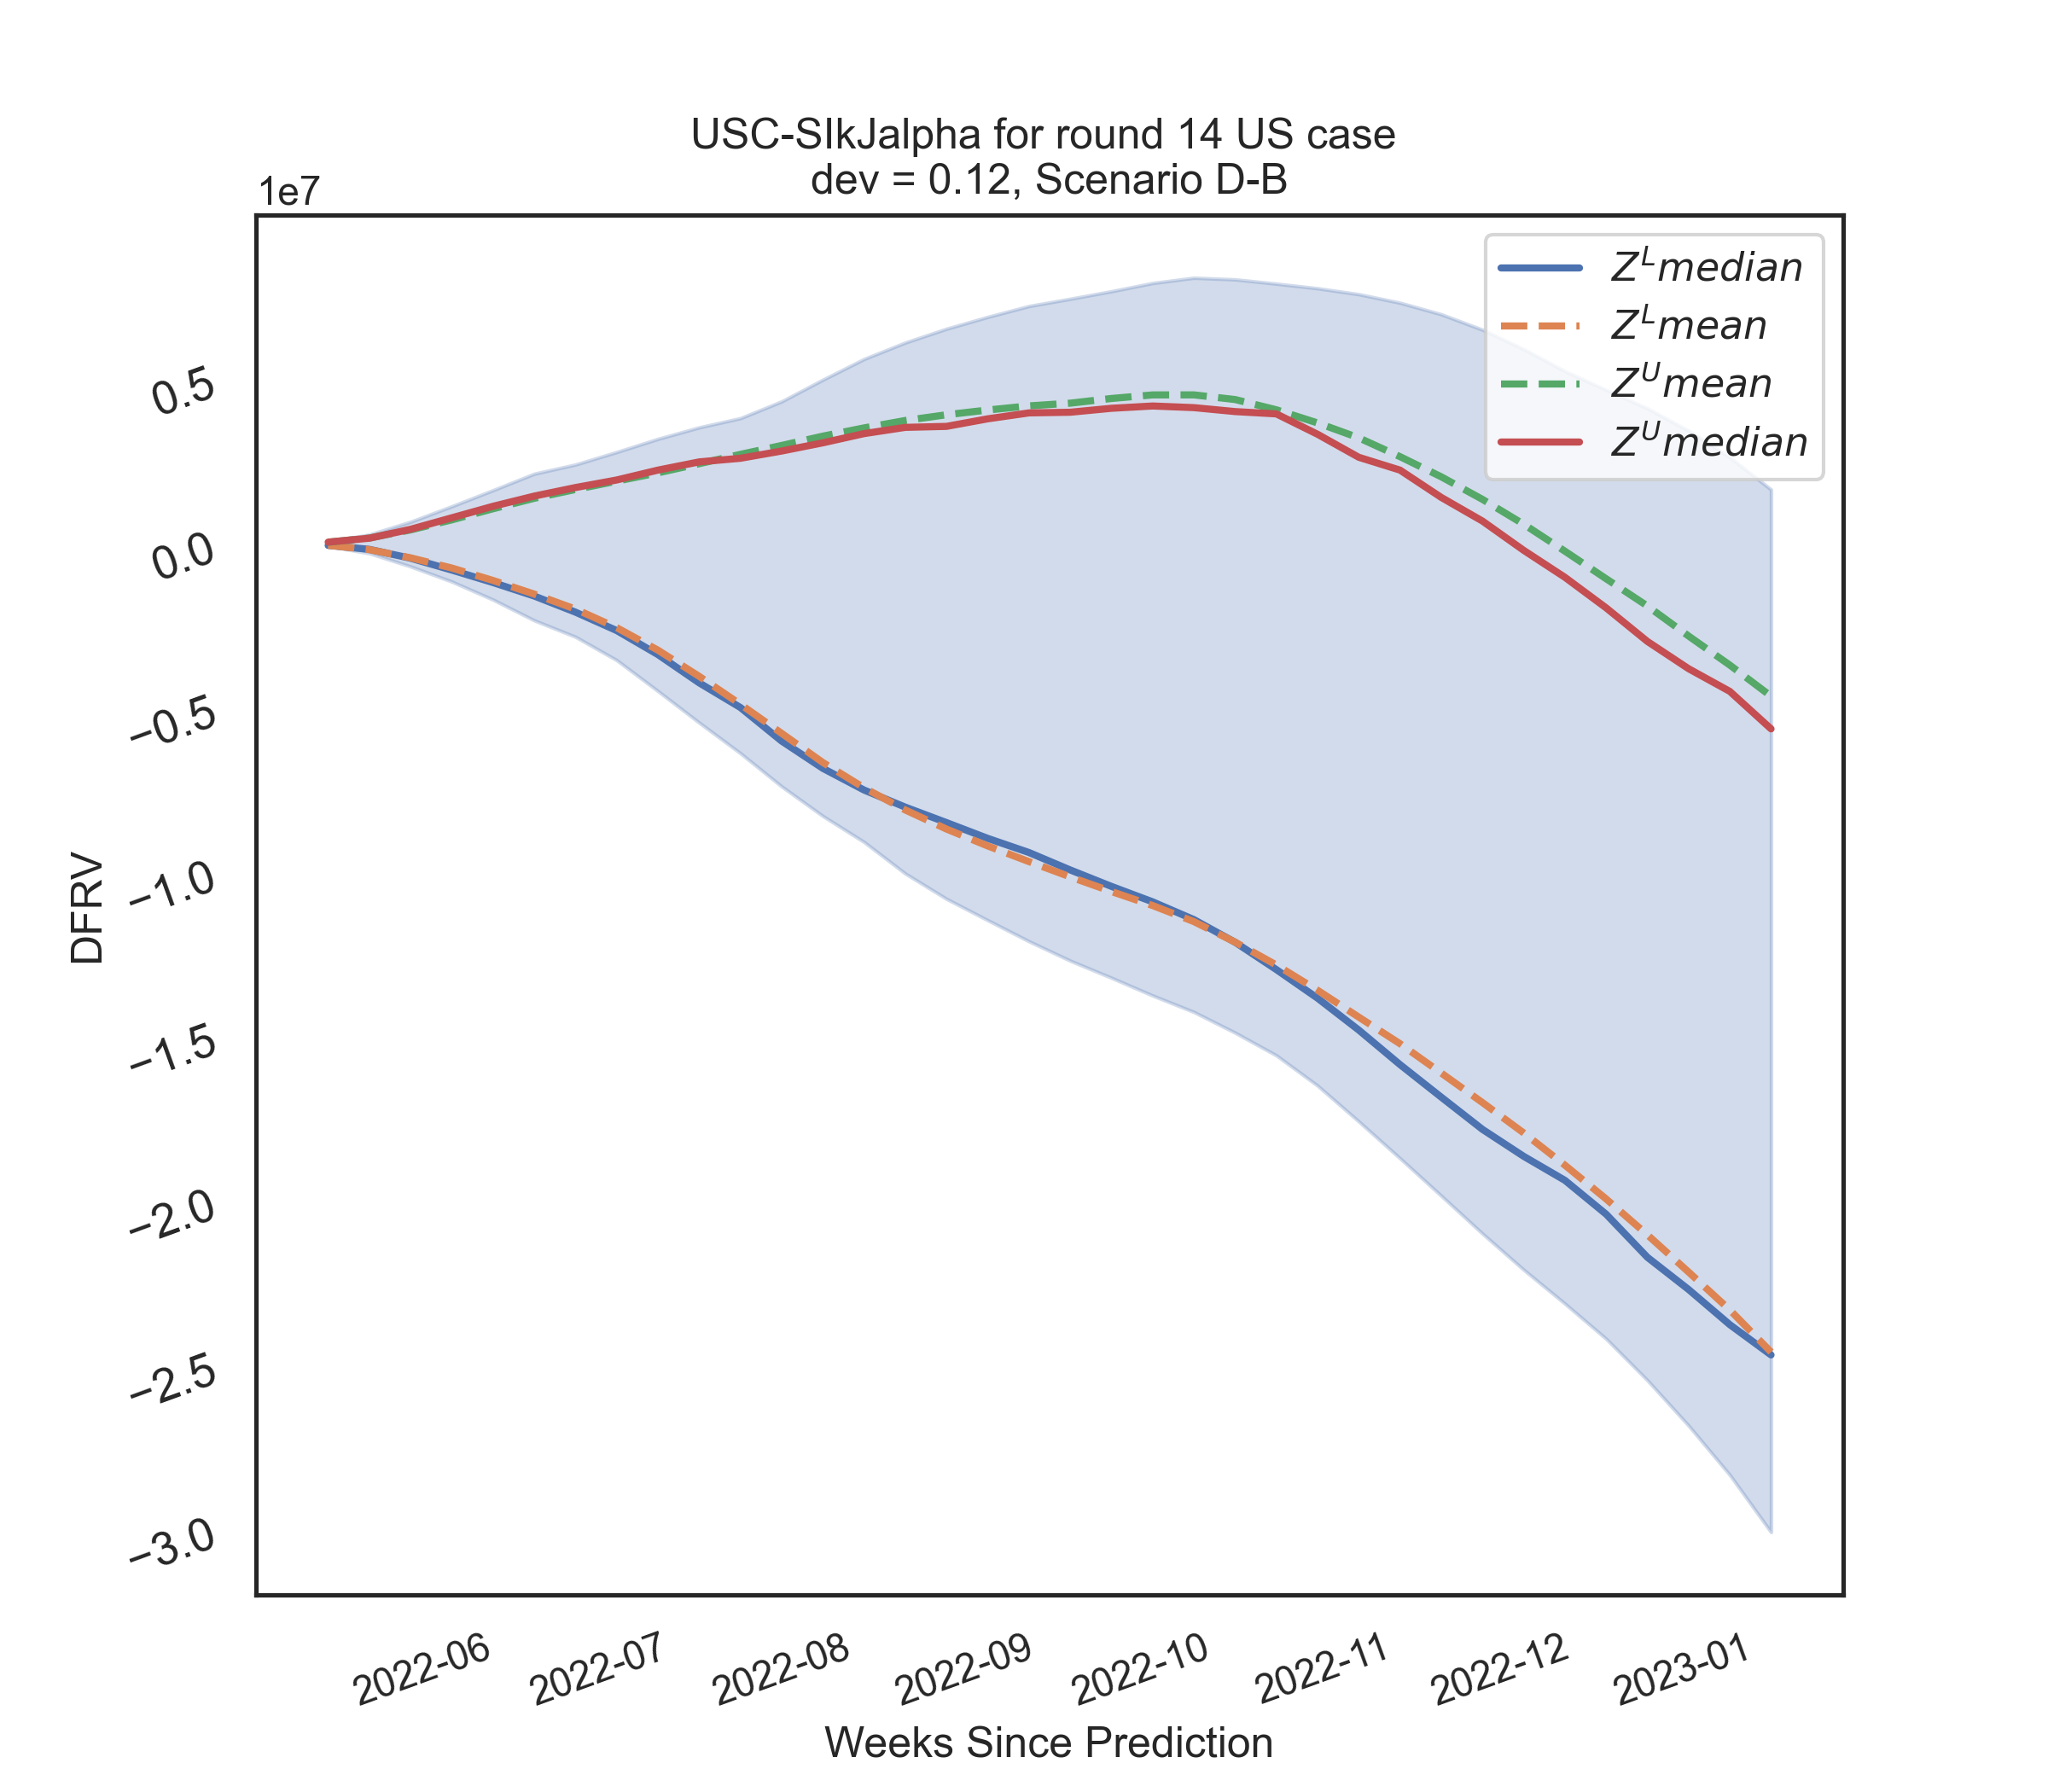 USC-SIkJalpha for round 14 US case
dev = 0.12, Scenario D-B
1e7
Z^L median
Z^L mean
Z^U mean
Z^U median
0.5
0.0
−0.5
−1.0
−1.5
−2.0
−2.5
−3.0
DFRV
2022-06
2022-07
2022-08
2022-09
2022-10
2022-11
2022-12
2023-01
Weeks Since Prediction